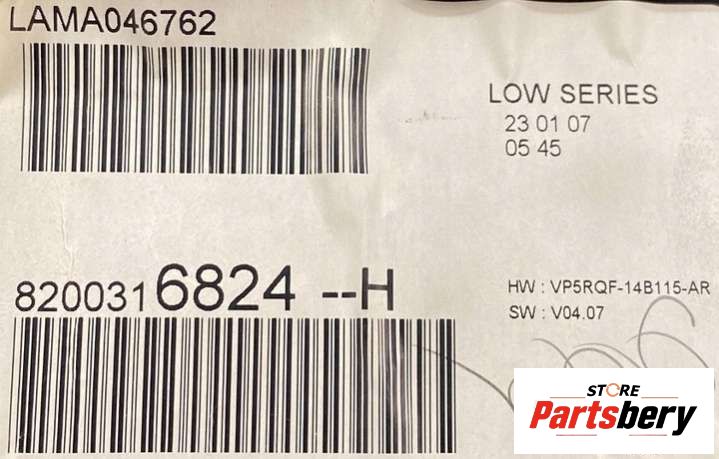 LAMA046762
LOW SERIES
23 01 07
05 45
8200316824 --H
HW : VP5RQF-14B115-AR
SW : V04.07
STORE
Partsbery